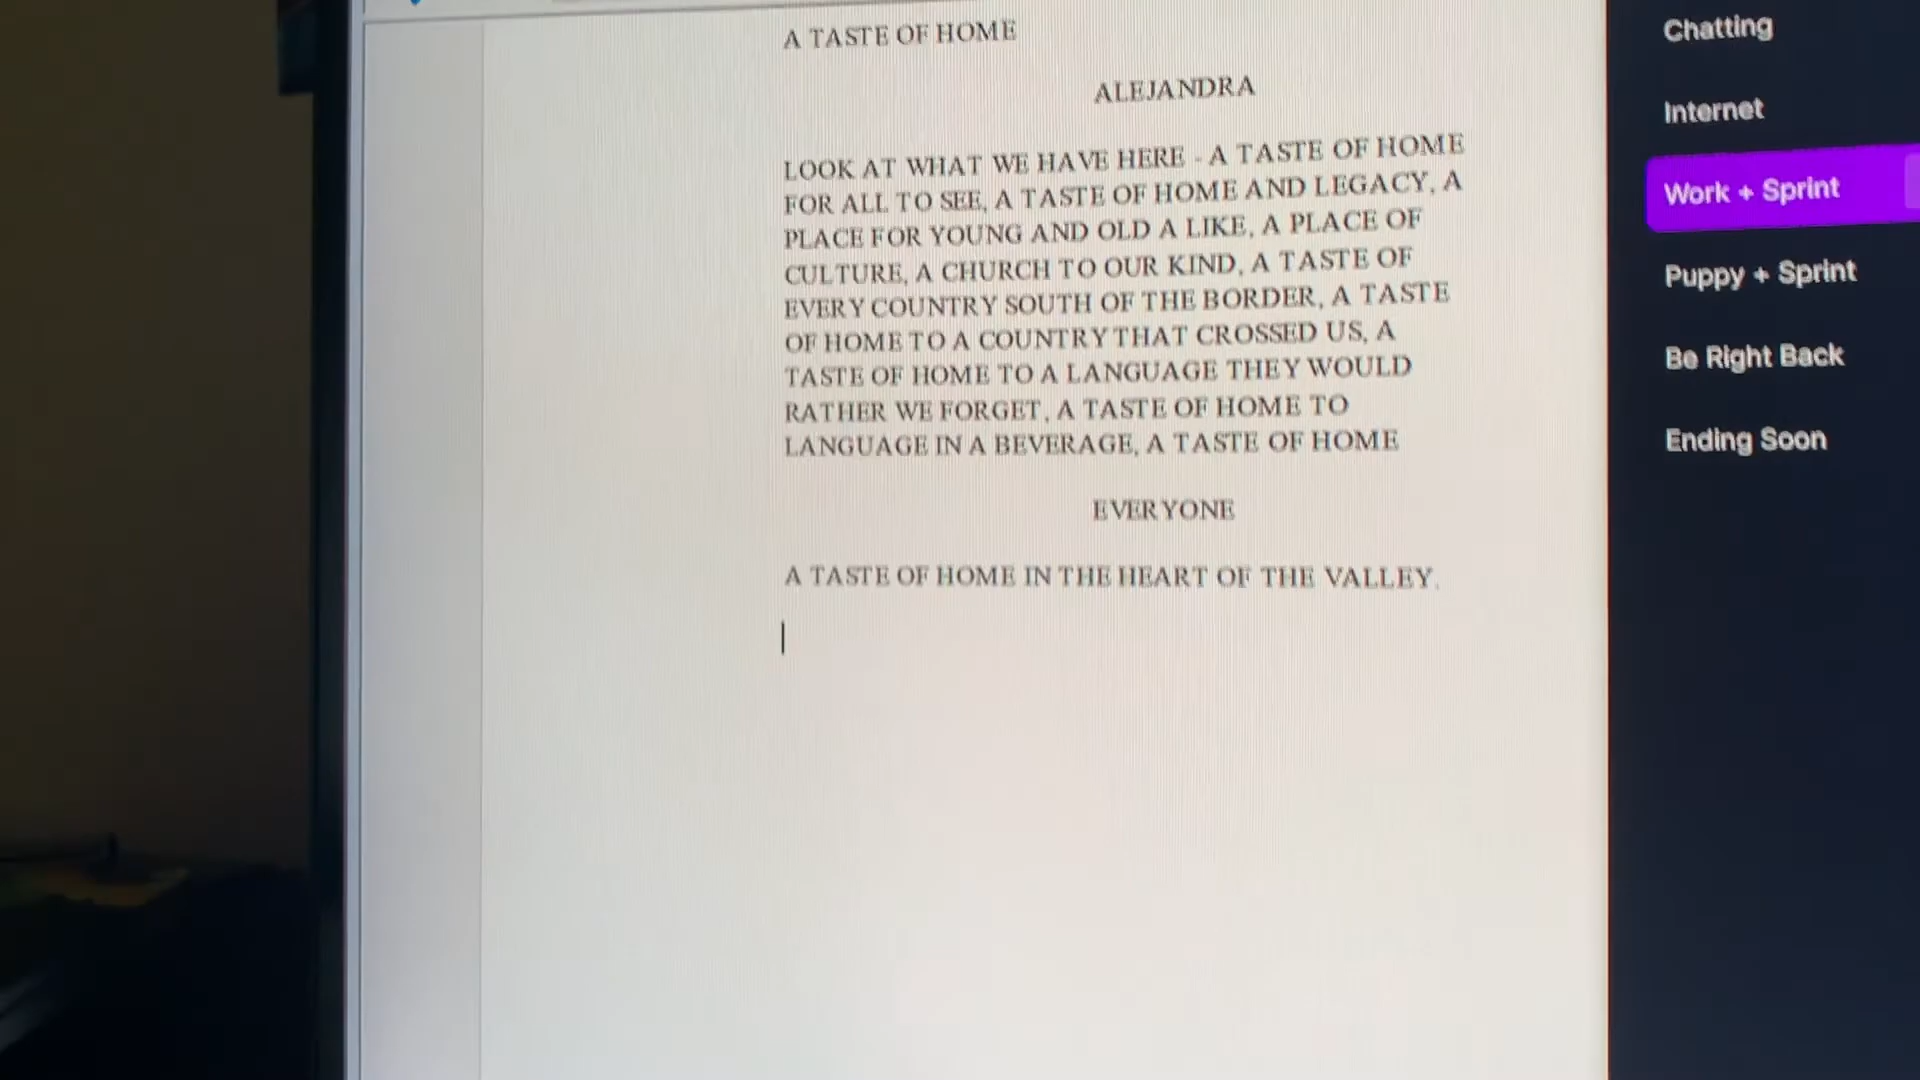 A TASTE OF HOME
ALEJANDRA
LOOK AT WHAT WE HAVE HERE - A TASTE OF HOME
FOR ALL TO SEE, A TASTE OF HOME AND LEGACY, A
PLACE FOR YOUNG AND OLD A LIKE, A PLACE OF
CULTURE, A CHURCH TO OUR KIND, A TASTE OF
EVERY COUNTRY SOUTH OF THE BORDER, A TASTE
OF HOME TO A COUNTRY THAT CROSSED US, A
TASTE OF HOME TO A LANGUAGE THEY WOULD
RATHER WE FORGET, A TASTE OF HOME TO
LANGUAGE IN A BEVERAGE, A TASTE OF HOME
EVERYONE
A TASTE OF HOME IN THE HEART OF THE VALLEY.
Chatting
Internet
Work + Sprint
Puppy + Sprint
Be Right Back
Ending Soon